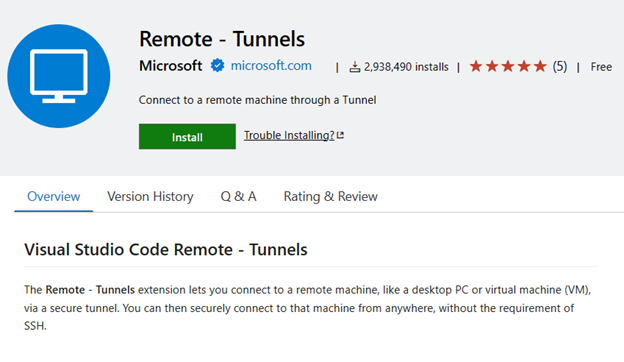 Remote - Tunnels
Microsoft microsoft.com | 2,938,490 installs | (5) | Free
Connect to a remote machine through a Tunnel
Install Trouble Installing?
Overview Version History Q & A Rating & Review
Visual Studio Code Remote - Tunnels
The Remote - Tunnels extension lets you connect to a remote machine, like a desktop PC or virtual machine (VM),
via a secure tunnel. You can then securely connect to that machine from anywhere, without the requirement of
SSH.